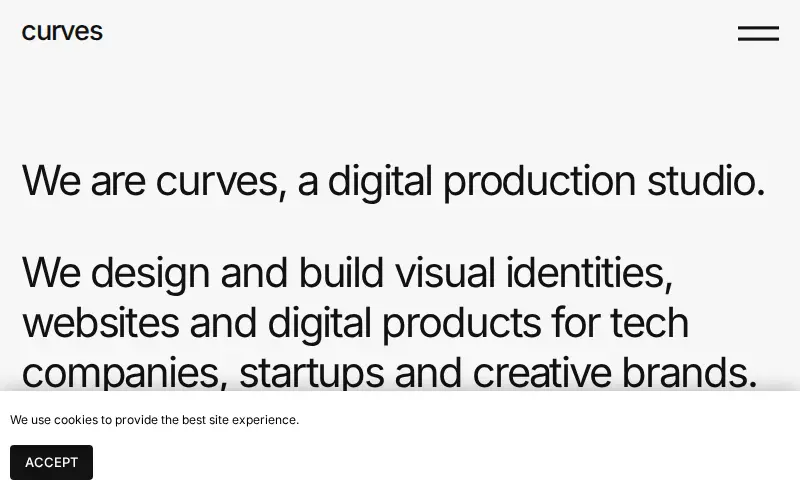 curves
We are curves, a digital production studio.
We design and build visual identities,
websites and digital products for tech
companies, startups and creative brands.
We use cookies to provide the best site experience.
ACCEPT